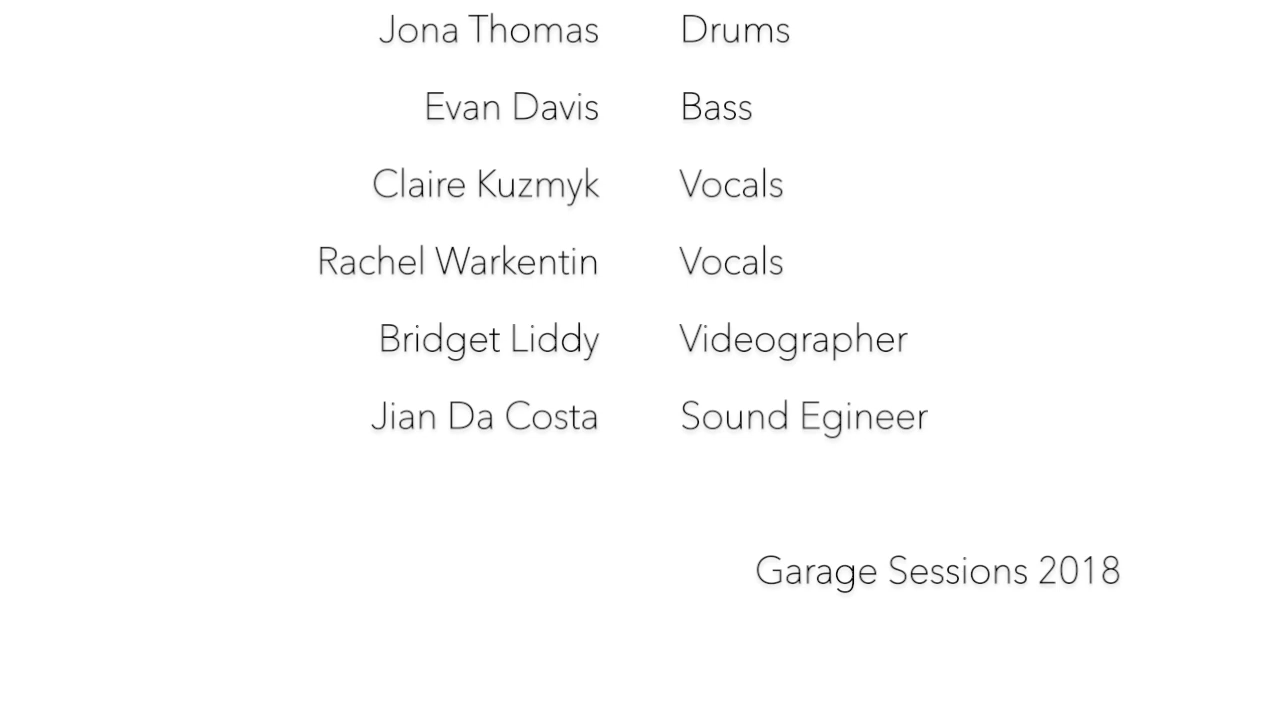 Jona Thomas Drums
Evan Davis Bass
Claire Kuzmyk Vocals
Rachel Warkentin Vocals
Bridget Liddy Videographer
Jian Da Costa Sound Egineer
Garage Sessions 2018